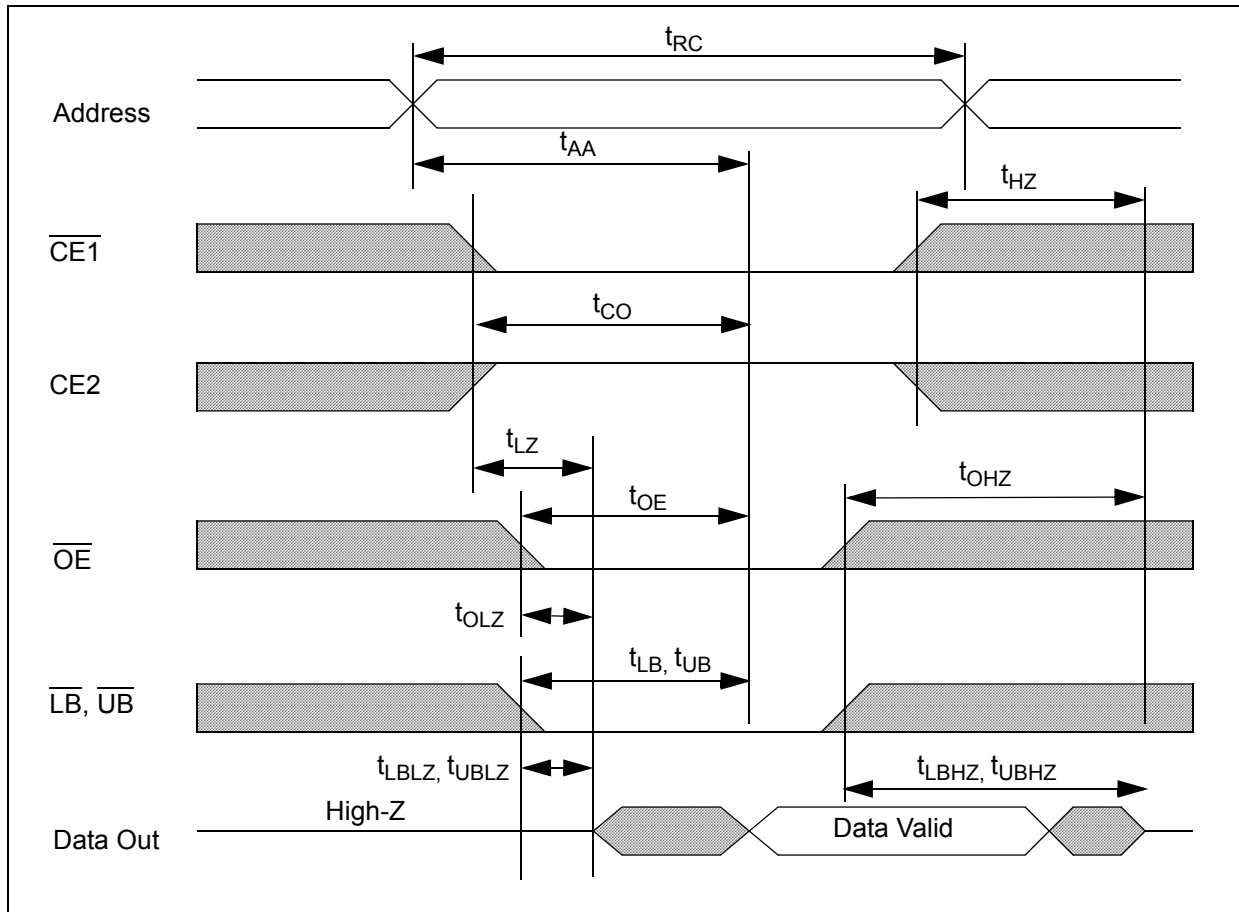 tRC
Address
tAA
tHZ
CE1
tCO
CE2
tLZ
tOE
tOHZ
OE
tOLZ
tLB, tUB
LB, UB
tLBLZ, tUBLZ
tLBHZ, tUBHZ
High-Z
Data Valid
Data Out